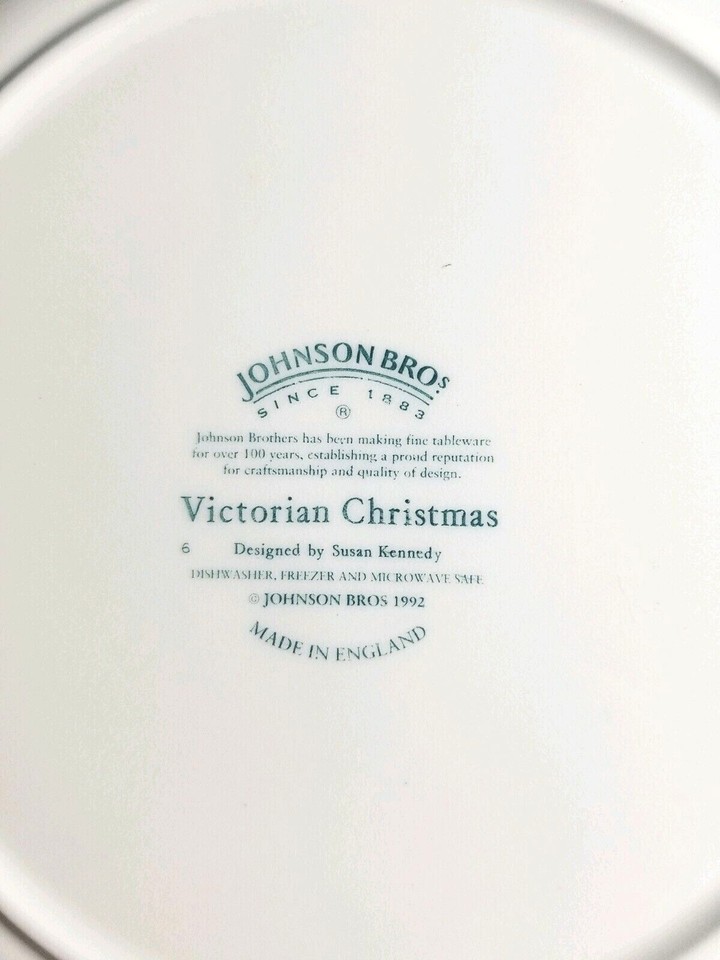 JOHNSON BROS
SINCE 1883
®
Johnson Brothers has been making fine tableware
for over 100 years, establishing a proud reputation
for craftsmanship and quality of design.
Victorian Christmas
6 Designed by Susan Kennedy
DISHWASHER, FREEZER AND MICROWAVE SAFE
© JOHNSON BROS 1992
MADE IN ENGLAND